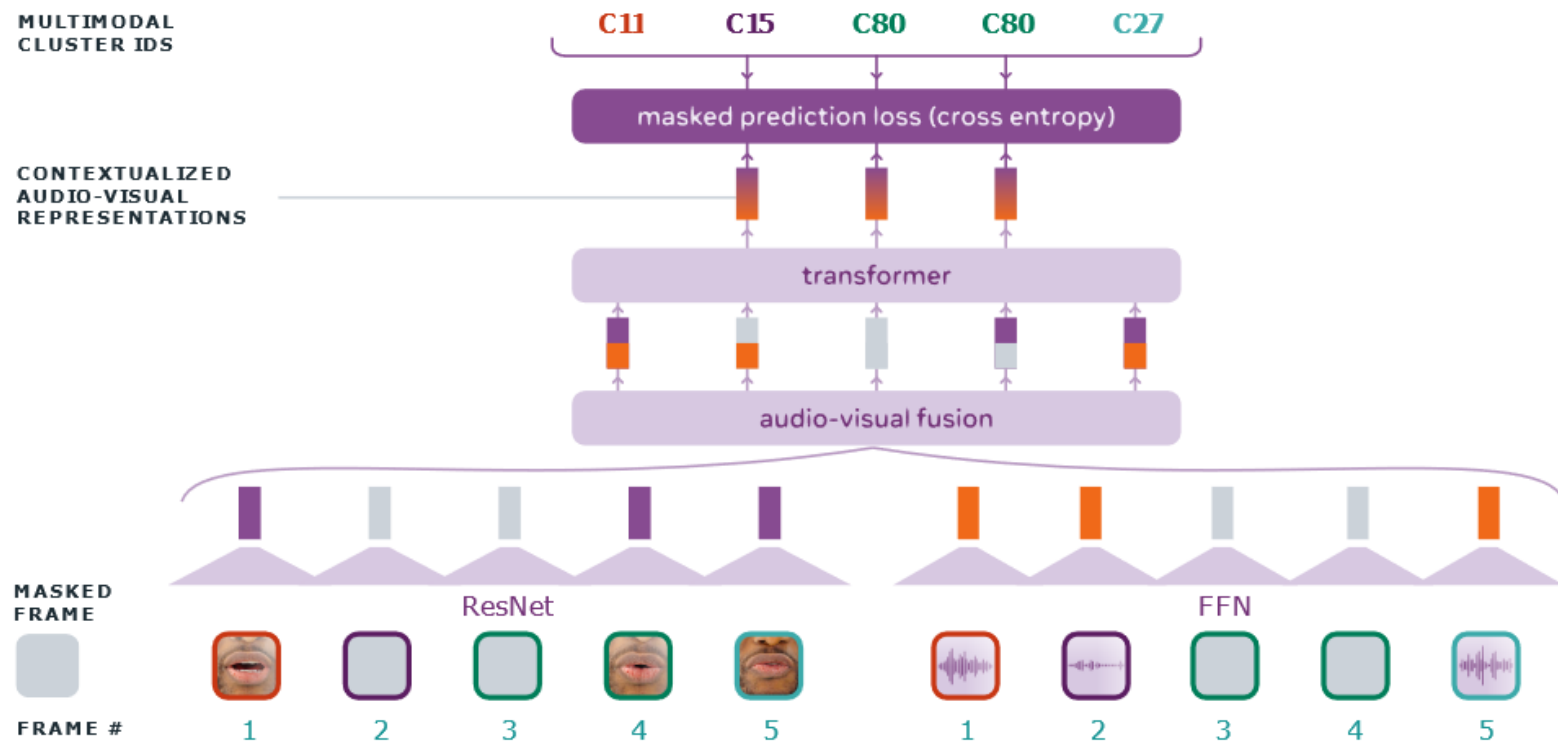 MULTIMODAL
CLUSTER IDS
C11 C15 C80 C80 C27
masked prediction loss (cross entropy)
CONTEXTUALIZED
AUDIO-VISUAL
REPRESENTATIONS
transformer
audio-visual fusion
MASKED
FRAME
ResNet FFN
FRAME # 1 2 3 4 5 1 2 3 4 5